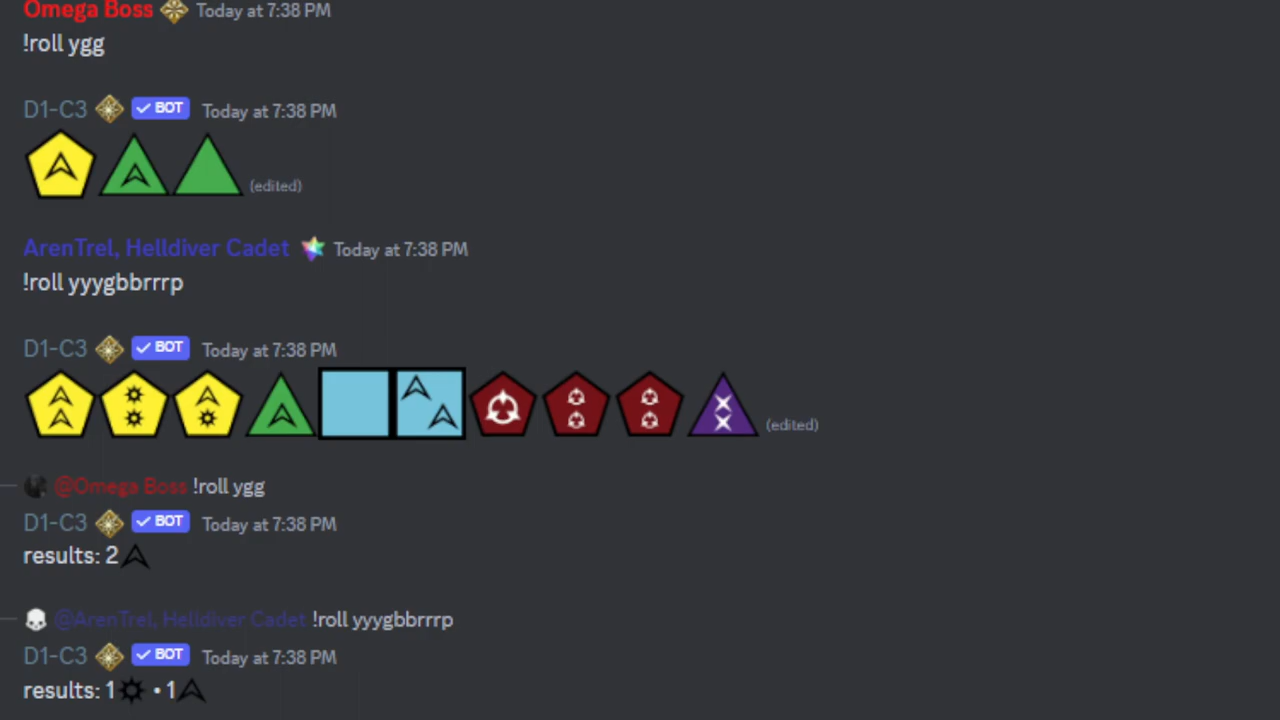 Omega Boss Today at 7:38 PM
!roll ygg
D1-C3 BOT Today at 7:38 PM
(edited)
ArenTrel, Helldiver Cadet Today at 7:38 PM
!roll yyygbbrrrp
D1-C3 BOT Today at 7:38 PM
(edited)
@Omega Boss !roll ygg
D1-C3 BOT Today at 7:38 PM
results: 2
@ArenTrel, Helldiver Cadet !roll yyygbbrrrp
D1-C3 BOT Today at 7:38 PM
results: 1 • 1